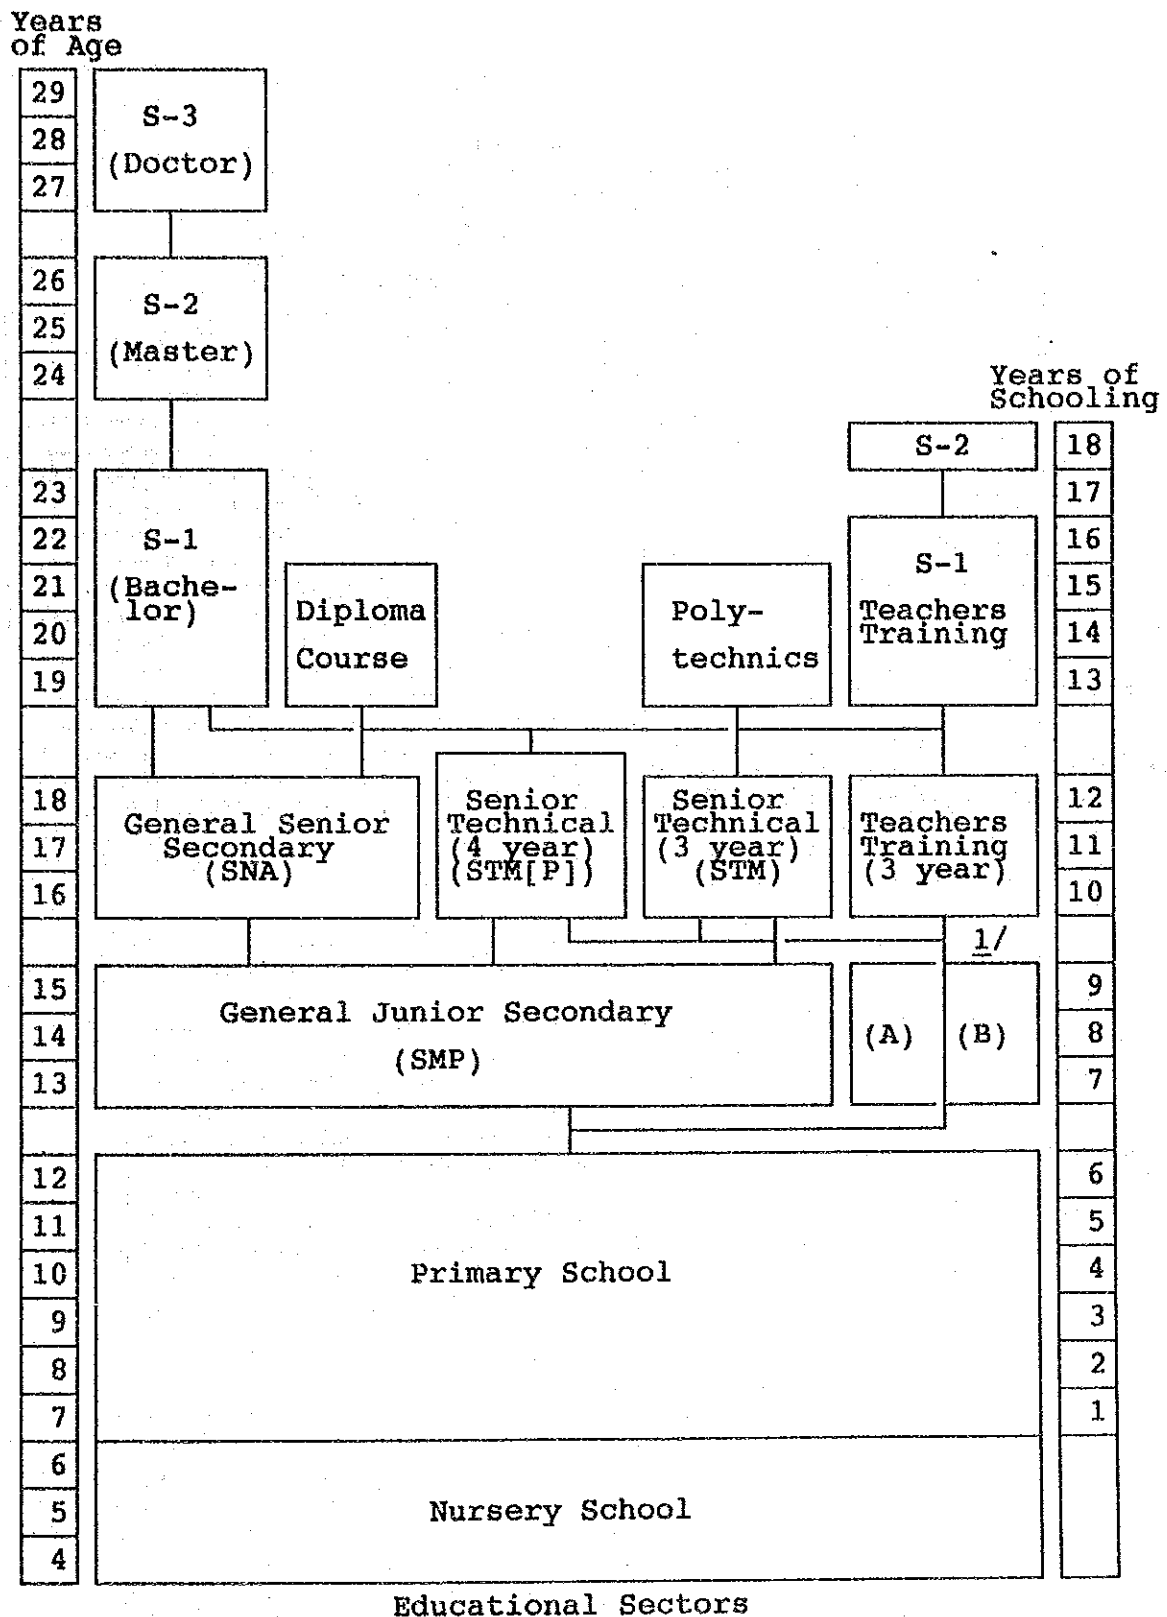 Years
of Age
29
S-3
28
(Doctor)
27
26
S-2
25
(Master)
24
Years of
Schooling
S-2
18
23
17
22
S-1
16
S-1
21
(Bache-
lor)
Diploma
Poly-
15
20
Teachers
Training
14
Course
technics
19
13
18
General Senior
Secondary
(SNA)
Senior
Technical
(4 year)
(STM[P])
Senior
Technical
(3 year)
(STM)
Teachers
Training
(3 year)
12
17
11
16
10
1/
15
General Junior Secondary
9
14
(SMP)
(A)
(B)
8
13
7
12
6
11
5
10
Primary School
4
9
3
8
2
7
1
6
5
Nursery School
4
Educational Sectors